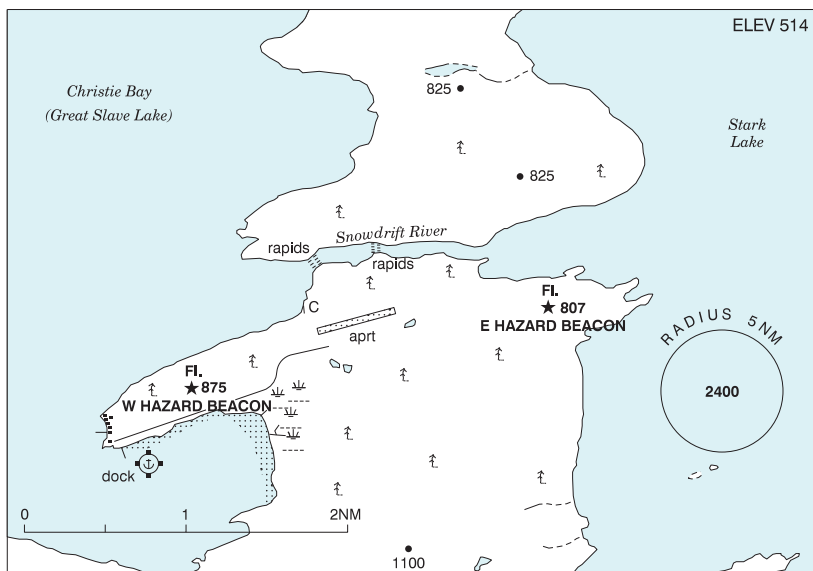 ELEV 514
Christie Bay
(Great Slave Lake)
825
Stark
Lake
825
Snowdrift River
rapids
rapids
C
Fl.
807
E HAZARD BEACON
aprt
RADIUS 5NM
2400
Fl.
875
W HAZARD BEACON
dock
0 1 2NM
1100